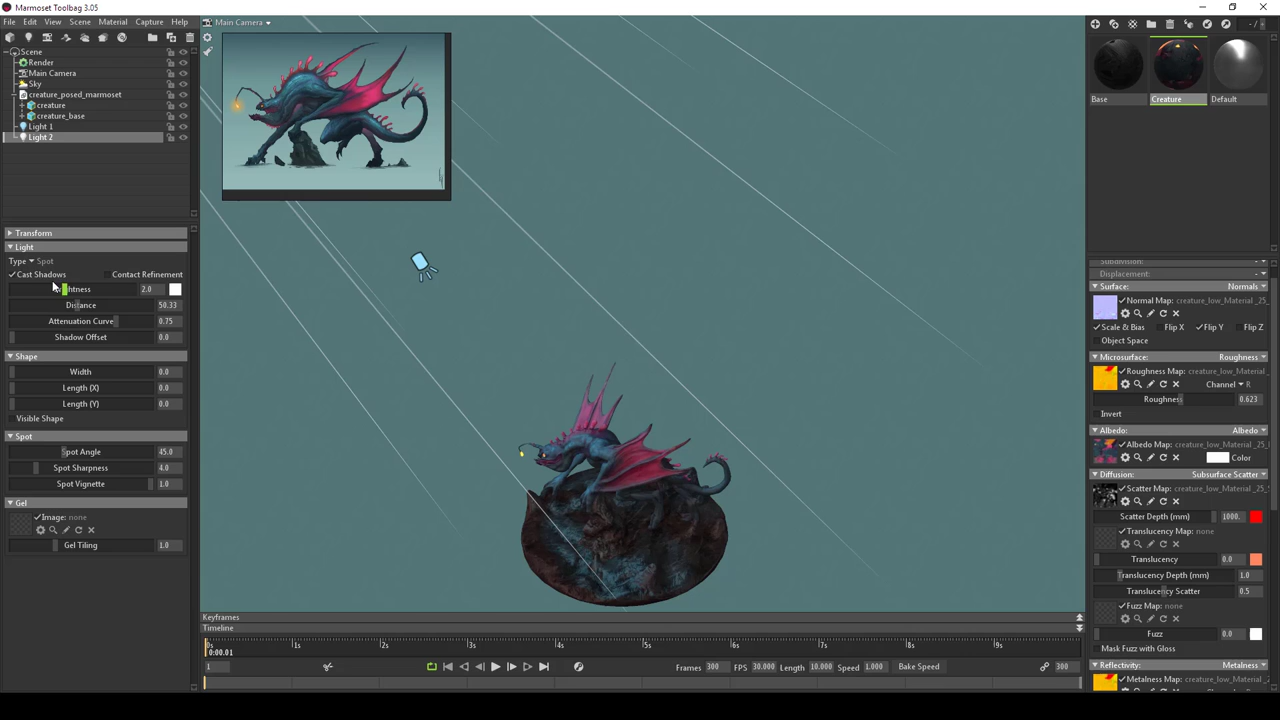 Marmoset Toolbag - 3.05
File Edit View Scene Material Capture Help
Main Camera
Scene
Render
Main Camera
Sky
creature_posed_marmoset
creature
creature_base
Light 1
Light 2
Transform
Light
Type Spot
Cast Shadows Contact Refinement
2.0
Distance 50.33
Attenuation Curve 0.75
Shadow Offset 0.0
Shape
Width 0.0
Length (X) 0.0
Length (Y) 0.0
Visible Shape
Spot
Spot Angle 45.0
Spot Sharpness 4.0
Spot Vignette 1.0
Gel
Image: none
Gel Tiling 1.0
Keyframes
Timeline
0s 1s 2s 3s 4s 5s 6s 7s 8s 9s
0:00.01
1
Frames 300 FPS 30.000 Length 10.000 Speed 1.000 Bake Speed 300
- /
Base Creature Default
Subdivision: -
Displacement: -
Surface: Normals
Normal Map: creature_low_Material_25_
Scale & Bias Flip X Flip Y Flip Z
Object Space
Microsurface: Roughness
Roughness Map: creature_low_Material
Channel R
Roughness 0.623
Invert
Albedo: Albedo
Albedo Map: creature_low_Material_25_
Color
Diffusion: Subsurface Scatter
Scatter Map: creature_low_Material_25_
Scatter Depth (mm) 1000.
Translucency Map: none
Translucency 0.0
Translucency Depth (mm) 1.0
Translucency Scatter 0.5
Fuzz Map: none
Fuzz 0.0
Mask Fuzz with Gloss
Reflectivity: Metalness
Metalness Map: creature_low_Material_